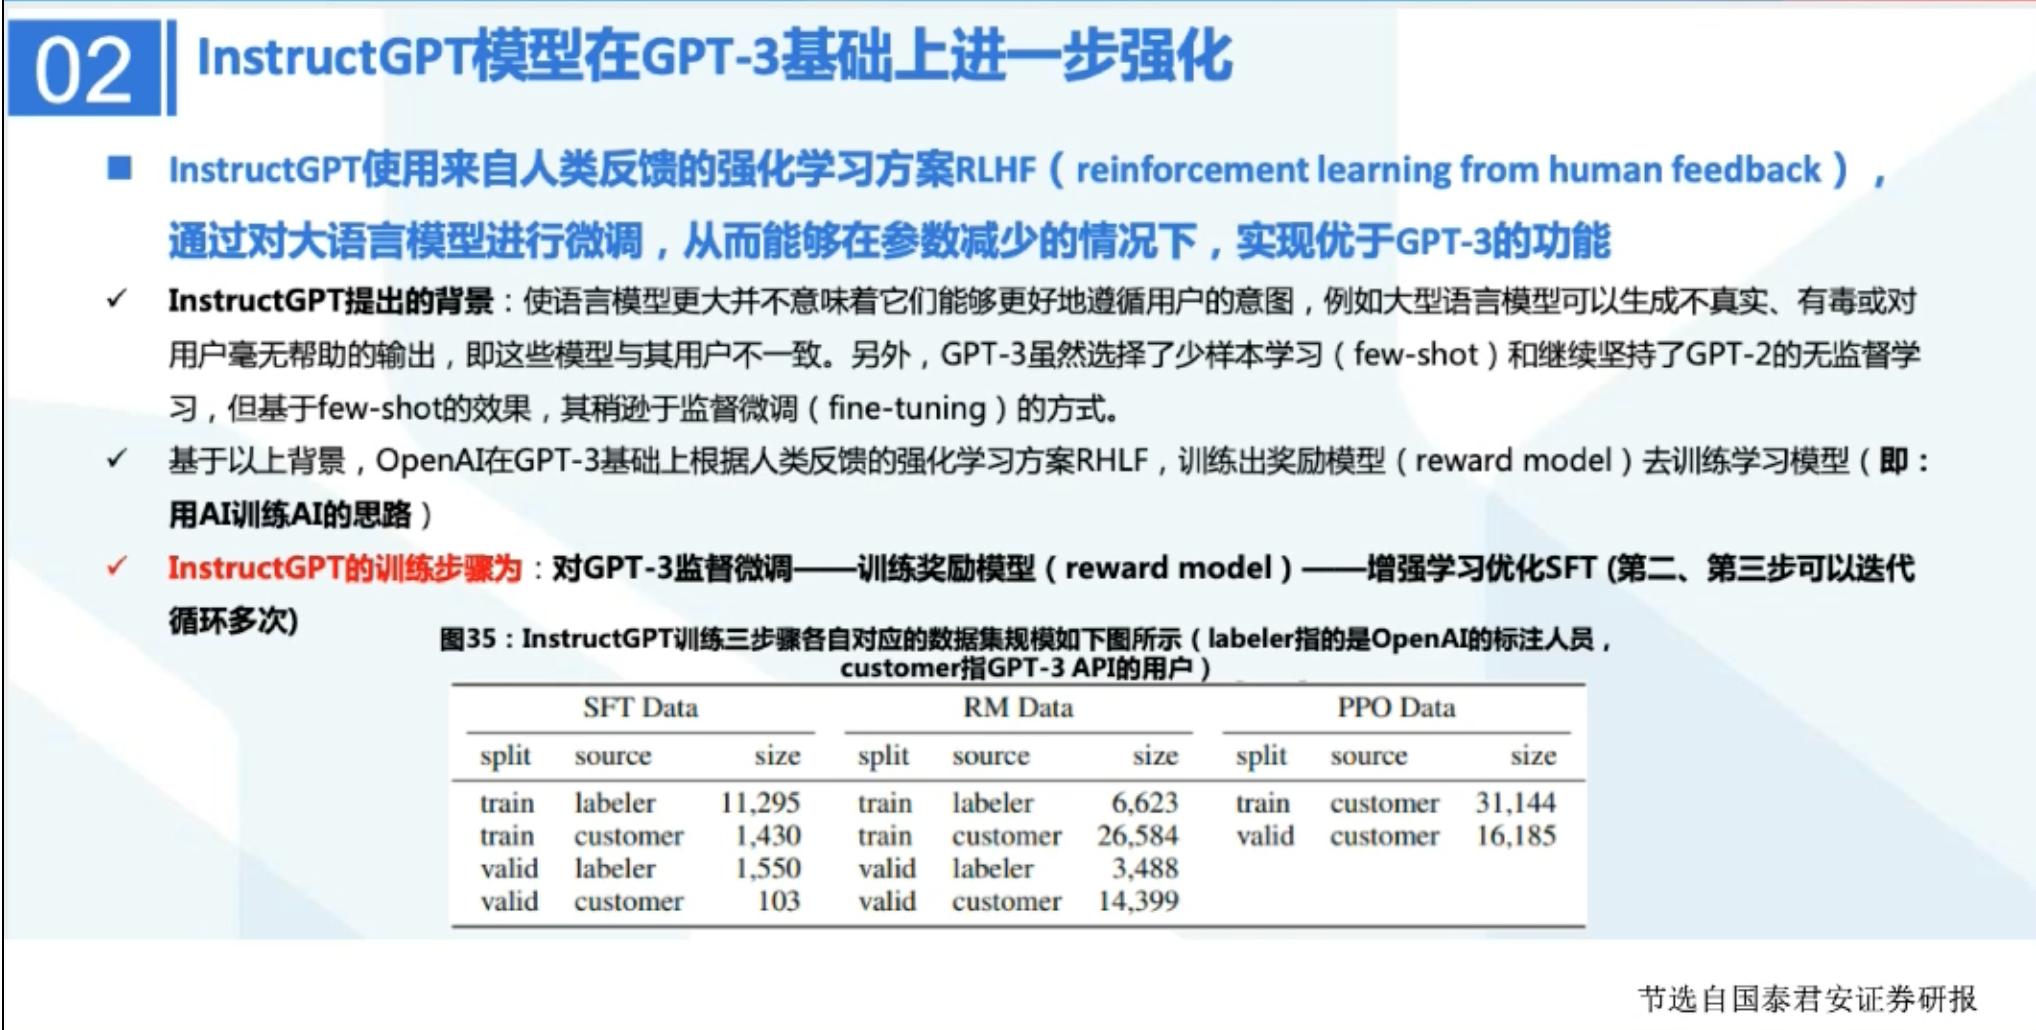 02
InstructGPT模型在GPT-3基础上进一步强化
■ InstructGPT使用来自人类反馈的强化学习方案RLHF（reinforcement learning from human feedback），
通过对大语言模型进行微调，从而能够在参数减少的情况下，实现优于GPT-3的功能
✓ InstructGPT提出的背景：使语言模型更大并不意味着它们能够更好地遵循用户的意图，例如大型语言模型可以生成不真实、有毒或对
用户毫无帮助的输出，即这些模型与其用户不一致。另外，GPT-3虽然选择了少样本学习（few-shot）和继续坚持了GPT-2的无监督学
习，但基于few-shot的效果，其稍逊于监督微调（fine-tuning）的方式。
✓ 基于以上背景，OpenAI在GPT-3基础上根据人类反馈的强化学习方案RHLF，训练出奖励模型（reward model）去训练学习模型（即：
用AI训练AI的思路）
✓ InstructGPT的训练步骤为：对GPT-3监督微调——训练奖励模型（reward model）——增强学习优化SFT (第二、第三步可以迭代
循环多次)
图35：InstructGPT训练三步骤各自对应的数据集规模如下图所示（labeler指的是OpenAI的标注人员，
customer指GPT-3 API的用户）
SFT Data RM Data PPO Data
split source size split source size split source size
train labeler 11,295 train labeler 6,623 train customer 31,144
train customer 1,430 train customer 26,584 valid customer 16,185
valid labeler 1,550 valid labeler 3,488
valid customer 103 valid customer 14,399
节选自国泰君安证券研报